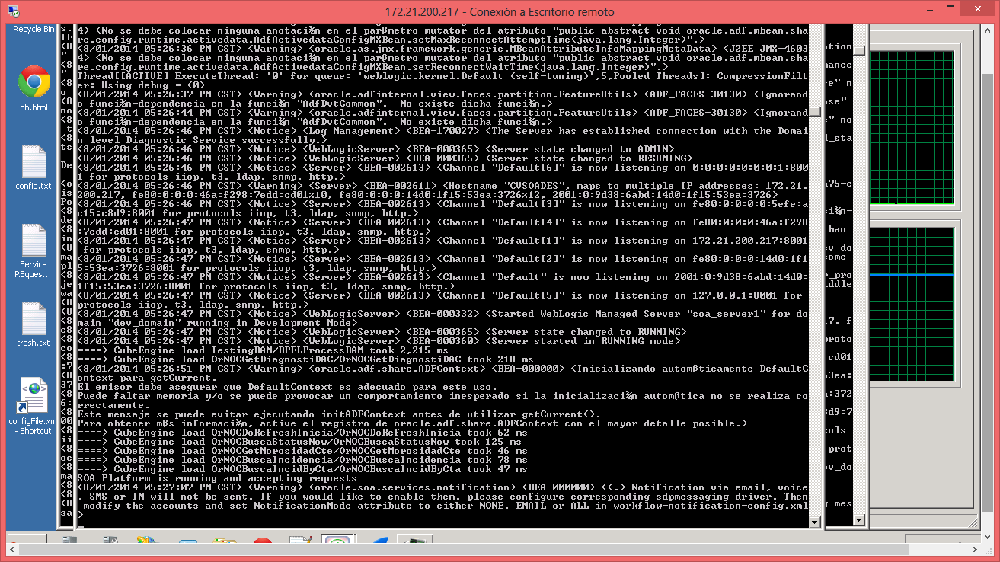 172.21.200.217 - Conexión a Escritorio remoto
Recycle Bin
db.html
config.txt
Service
REques...
trash.txt
configFile.xm
- Shortcut
4> <No se debe colocar ninguna anotaci¾n en el parßmetro mutador del atributo "public abstract void oracle.adf.mbean.sha
re.config.runtime.activedata.AdfActivedataConfigMXBean.setMaxReconnectAttemptTime(java.lang.Integer)".>
<8/01/2014 05:26:36 PM CST> <Warning> <oracle.as.jmx.framework.generic.MBeanAttributeInfoMappingMetaData> <J2EE JMX-4603
4> <No se debe colocar ninguna anotaci¾n en el parßmetro mutador del atributo "public abstract void oracle.adf.mbean.sha
re.config.runtime.activedata.AdfActivedataConfigMXBean.setReconnectWaitTime(java.lang.Integer)".>
Thread[[ACTIVE] ExecuteThread: '0' for queue: 'weblogic.kernel.Default (self-tuning)',5,Pooled Threads]: CompressionFilt
er: Using deBug = (0)
<8/01/2014 05:26:37 PM CST> <Warning> <oracle.adfinternal.view.faces.partition.FeatureUtils> <ADF_FACES-30130> <Ignorand
o funci¾n-dependencia en la funci¾n "AdfDvtCommon".  No existe dicha funci¾n.>
<8/01/2014 05:26:44 PM CST> <Warning> <oracle.adfinternal.view.faces.partition.FeatureUtils> <ADF_FACES-30130> <Ignorand
o funci¾n-dependencia en la funci¾n "AdfDvtCommon".  No existe dicha funci¾n.>
<8/01/2014 05:26:46 PM CST> <Notice> <Log Management> <BEA-170027> <The Server has established connection with the Domai
n level Diagnostic Service successfully.>
<8/01/2014 05:26:46 PM CST> <Notice> <WebLogicServer> <BEA-000365> <Server state changed to ADMIN>
<8/01/2014 05:26:46 PM CST> <Notice> <WebLogicServer> <BEA-000365> <Server state changed to RESUMING>
<8/01/2014 05:26:46 PM CST> <Notice> <Server> <BEA-002613> <Channel "Default[6]" is now listening on 0:0:0:0:0:0:0:1:800
1 for protocols iiop, t3, ldap, snmp, http.>
<8/01/2014 05:26:46 PM CST> <Warning> <Server> <BEA-002611> <Hostname "CVSOADES", maps to multiple IP addresses: 172.21.
200.217, fe80:0:0:0:46a:f298:7edd:cd01x10, fe80:0:0:0:14d0:1f15:53ea:3726x12, 2001:0:9d38:6abd:14d0:1f15:53ea:3726>
<8/01/2014 05:26:46 PM CST> <Notice> <Server> <BEA-002613> <Channel "Default[3]" is now listening on fe80:0:0:0:0:5efe:a
c15:c8d9:8001 for protocols iiop, t3, ldap, snmp, http.>
<8/01/2014 05:26:47 PM CST> <Notice> <Server> <BEA-002613> <Channel "Default[4]" is now listening on fe80:0:0:0:46a:f298
:7edd:cd01:8001 for protocols iiop, t3, ldap, snmp, http.>
<8/01/2014 05:26:47 PM CST> <Notice> <Server> <BEA-002613> <Channel "Default[1]" is now listening on 172.21.200.217:8001
 for protocols iiop, t3, ldap, snmp, http.>
<8/01/2014 05:26:47 PM CST> <Notice> <Server> <BEA-002613> <Channel "Default[2]" is now listening on fe80:0:0:0:14d0:1f1
5:53ea:3726:8001 for protocols iiop, t3, ldap, snmp, http.>
<8/01/2014 05:26:47 PM CST> <Notice> <Server> <BEA-002613> <Channel "Default" is now listening on 2001:0:9d38:6abd:14d0:
1f15:53ea:3726:8001 for protocols iiop, t3, ldap, snmp, http.>
<8/01/2014 05:26:47 PM CST> <Notice> <Server> <BEA-002613> <Channel "Default[5]" is now listening on 127.0.0.1:8001 for
protocols iiop, t3, ldap, snmp, http.>
<8/01/2014 05:26:47 PM CST> <Notice> <WebLogicServer> <BEA-000332> <Started WebLogic Managed Server "soa_server1" for do
main "dev_domain" running in Development Mode>
<8/01/2014 05:26:47 PM CST> <Notice> <WebLogicServer> <BEA-000365> <Server state changed to RUNNING>
<8/01/2014 05:26:47 PM CST> <Notice> <WebLogicServer> <BEA-000360> <Server started in RUNNING mode>
====> CubeEngine load TestingBAM/BPELProcessBAM took 2,215 ms
====> CubeEngine load OrNOCGetDiagnostiDAC/OrNOCGetDiagnostiDAC took 218 ms
<8/01/2014 05:26:51 PM CST> <Warning> <oracle.adf.share.ADFContext> <BEA-000000> <Inicializando automßticamente DefaultC
ontext para getCurrent.
El emisor debe asegurar que DefaultContext es adecuado para este uso.
Puede faltar memoria y/o se puede provocar un comportamiento inesperado si la inicializaci¾n automßtica no se realiza co
rrectamente.
Este mensaje se puede evitar ejecutando initADFContext antes de utilizar getCurrent().
Para obtener mßs informaci¾n, active el registro de oracle.adf.share.ADFContext con el mayor detalle posible.>
====> CubeEngine load OrNOCDoRefreshInicia/OrNOCDoRefreshInicia took 62 ms
====> CubeEngine load OrNOCBuscaStatusNow/OrNOCBuscaStatusNow took 125 ms
====> CubeEngine load OrNOCGetMorosidadCte/OrNOCGetMorosidadCte took 46 ms
====> CubeEngine load OrNOCBuscaIncidencia/OrNOCBuscaIncidencia took 78 ms
====> CubeEngine load OrNOCBuscaIncidByCta/OrNOCBuscaIncidByCta took 47 ms
SOA Platform is running and accepting requests
<8/01/2014 05:27:07 PM CST> <Warning> <oracle.soa.services.notification> <BEA-000000> <<.> Notification via email, voice
, SMS or IM will not be sent. If you would like to enable them, please configure corresponding sdpmessaging driver. Then
 modify the accounts and set NotificationMode attribute to either NONE, EMAIL or ALL in workflow-notification-config.xml
>